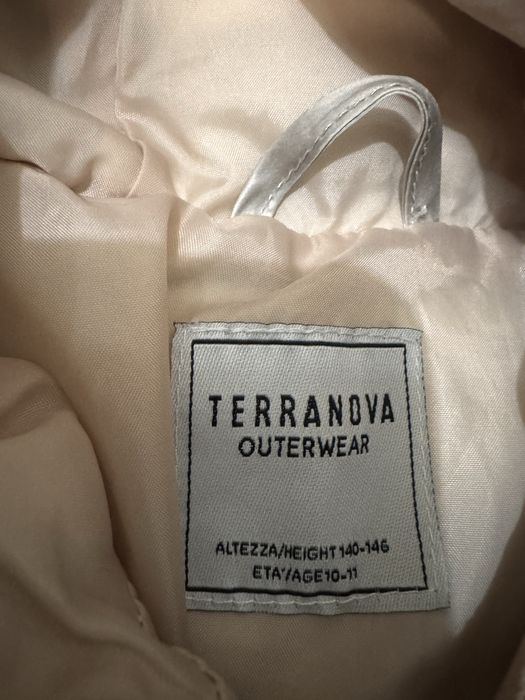 TERRANOVA
OUTERWEAR
ALTEZZA/HEIGHT 140-146
ETA'/AGE 10-11